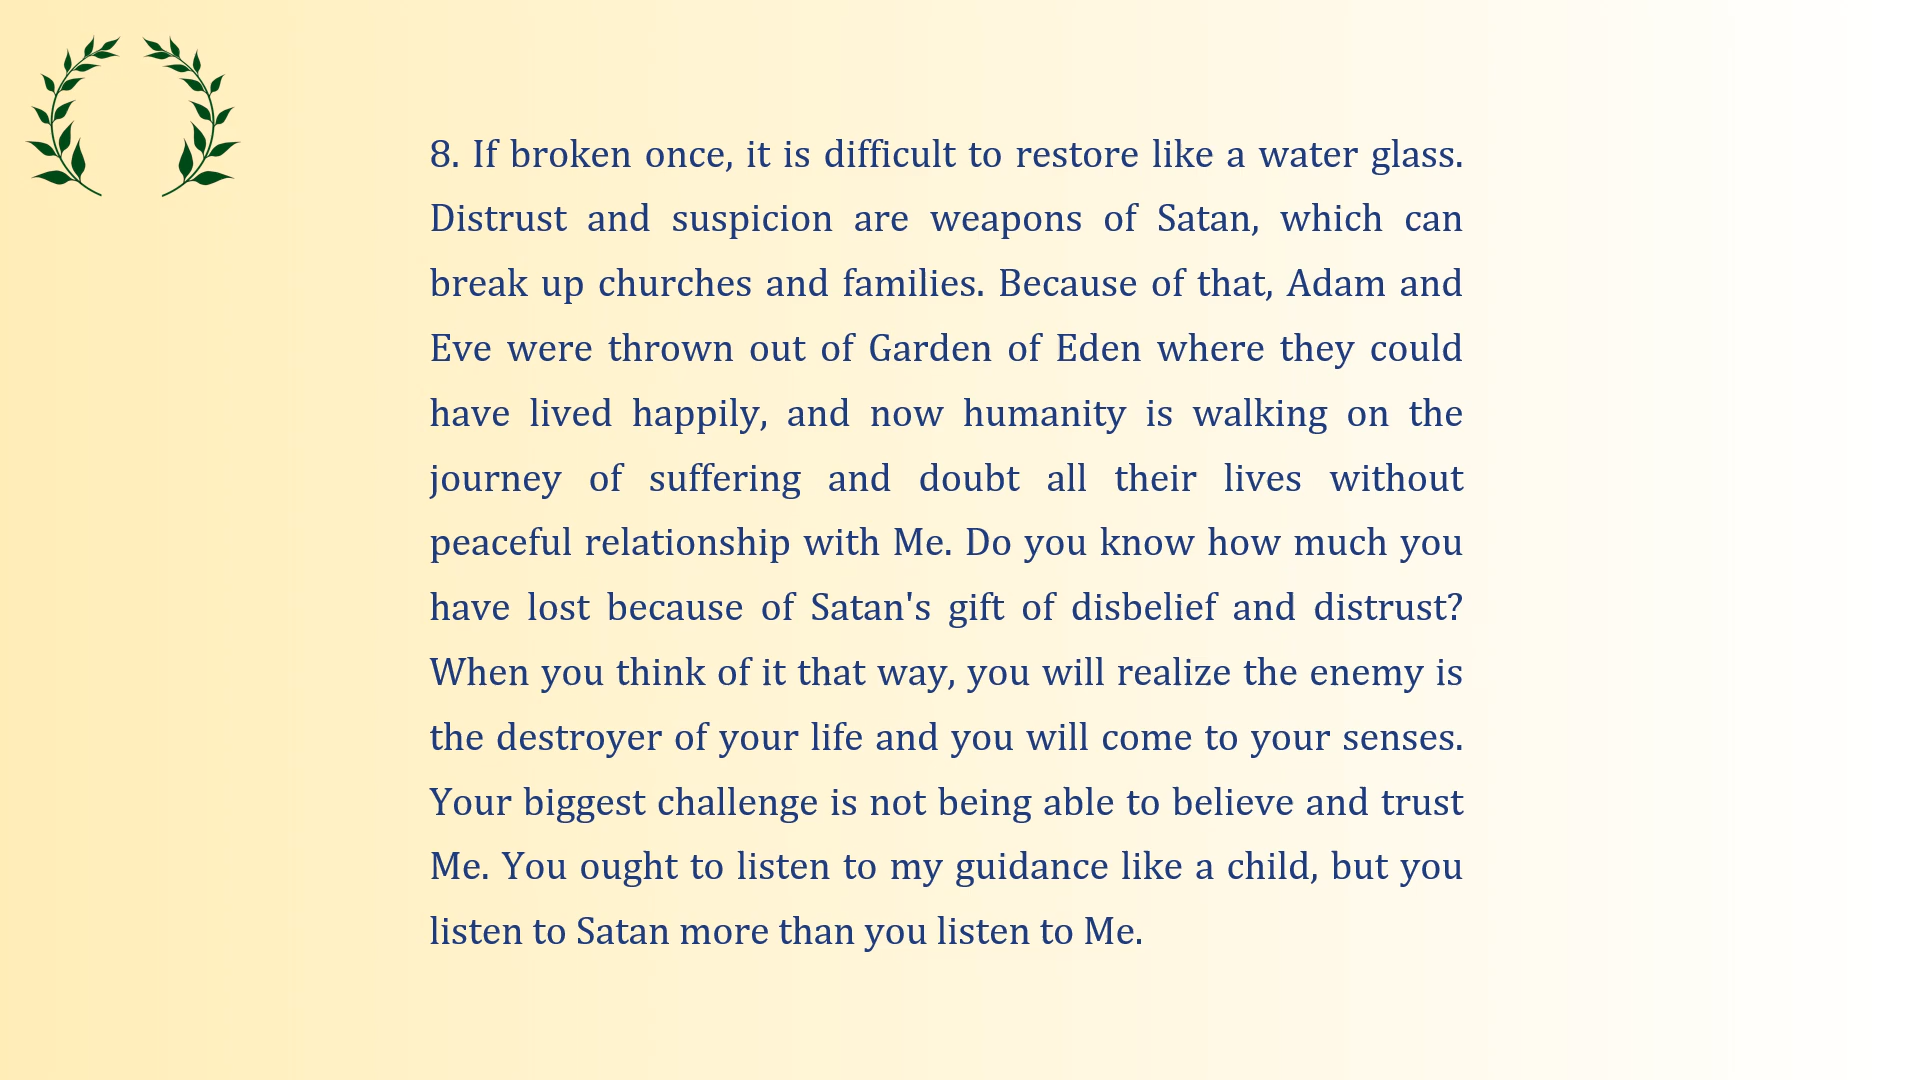 8. If broken once, it is difficult to restore like a water glass.
Distrust and suspicion are weapons of Satan, which can
break up churches and families. Because of that, Adam and
Eve were thrown out of Garden of Eden where they could
have lived happily, and now humanity is walking on the
journey of suffering and doubt all their lives without
peaceful relationship with Me. Do you know how much you
have lost because of Satan's gift of disbelief and distrust?
When you think of it that way, you will realize the enemy is
the destroyer of your life and you will come to your senses.
Your biggest challenge is not being able to believe and trust
Me. You ought to listen to my guidance like a child, but you
listen to Satan more than you listen to Me.